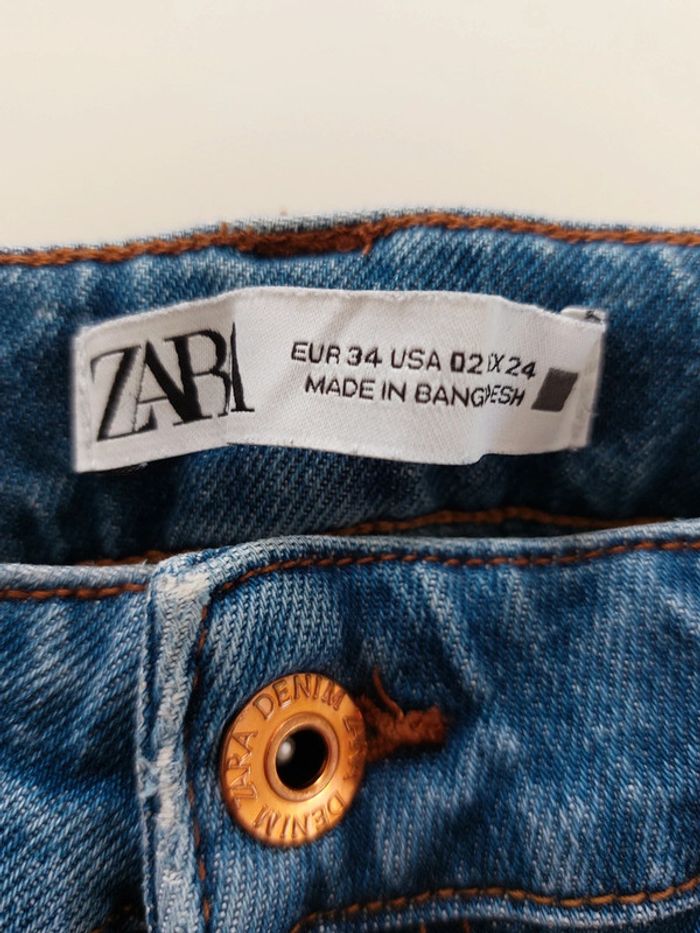 ZARA
EUR 34 USA 02 MX 24
MADE IN BANGLADESH
ZARA DENIM ZARA DENIM